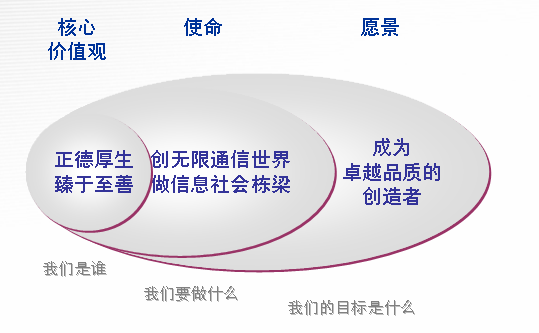 核心
价值观
使命
愿景
正德厚生
臻于至善
创无限通信世界
做信息社会栋梁
成为
卓越品质的
创造者
我们是谁
我们要做什么
我们的目标是什么